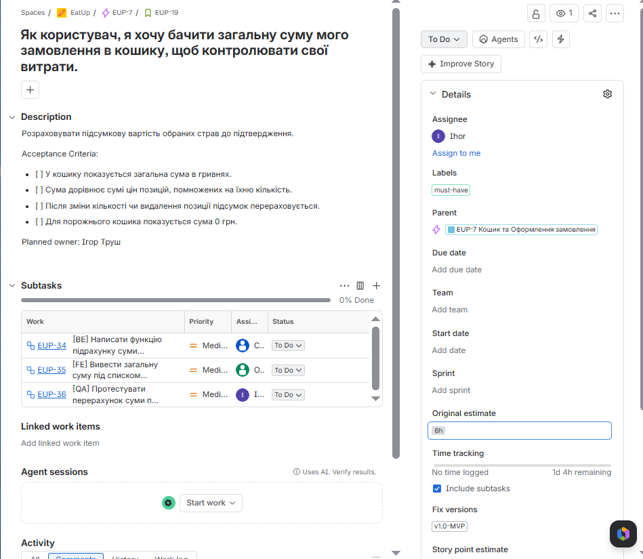 Spaces / EatUp / EUP-7 / EUP-19
1
Як користувач, я хочу бачити загальну суму мого
замовлення в кошику, щоб контролювати свої
витрати.
To Do
Agents
Improve Story
Description
Розраховувати підсумкову вартість обраних страв до підтвердження.
Acceptance Criteria:
• [ ] У кошику показується загальна сума в гривнях.
• [ ] Сума дорівнює сумі цін позицій, помножених на їхню кількість.
• [ ] Після зміни кількості чи видалення позиції підсумок перераховується.
• [ ] Для порожнього кошика показується сума 0 грн.
Planned owner: Ігор Труш
Subtasks
0% Done
Work Priority Assi... Status
EUP-34 [BE] Написати функцію
підрахунку суми... Medi... C.. To Do
EUP-35 [FE] Вивести загальну
суму під списком... Medi... O.. To Do
EUP-36 [QA] Протестувати
перерахунок суми п... Medi... I I... To Do
Linked work items
Add linked work item
Agent sessions
Uses AI. Verify results.
Start work
Activity
Details
Assignee
I Ihor
Assign to me
Labels
must-have
Parent
EUP-7 Кошик та Оформлення замовлення
Due date
Add due date
Team
Add team
Start date
Add date
Sprint
Add sprint
Original estimate
6h
Time tracking
No time logged 1d 4h remaining
Include subtasks
Fix versions
v1.0-MVP
Story point estimate